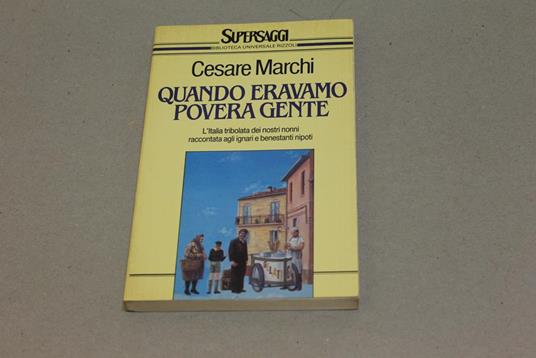 SUPERSAGGI
BIBLIOTECA UNIVERSALE RIZZOLI
Cesare Marchi
QUANDO ERAVAMO
POVERA GENTE
L'Italia tribolata dei nostri nonni
raccontata agli ignari e benestanti nipoti